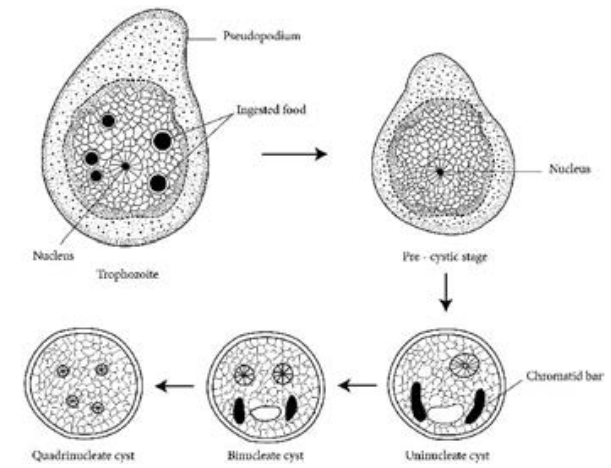 Pseudopodium
Ingested food
Nucleus
Nucleus
Trophozoite
Pre - cystic stage
Chromatid bar
Quadrinucleate cyst
Binucleate cyst
Uninucleate cyst